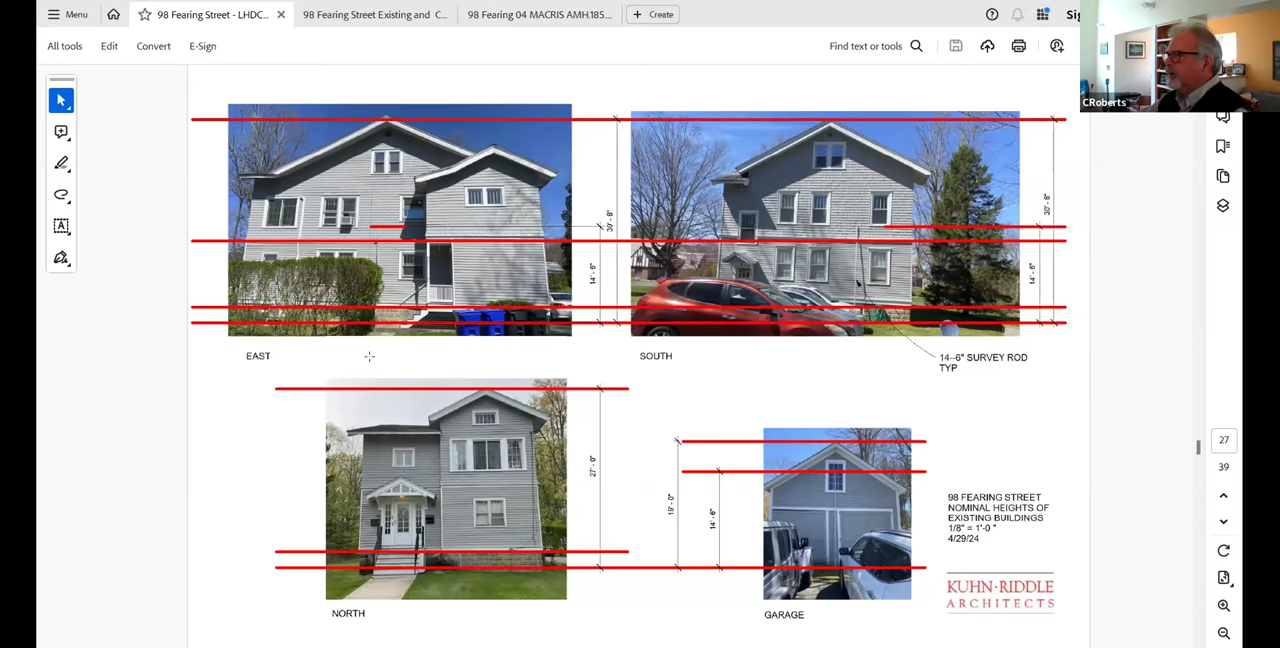 Menu
98 Fearing Street - LHDC...
98 Fearing Street Existing and C...
98 Fearing 04 MACRIS AMH.185...
Create
Sig
All tools
Edit
Convert
E-Sign
Find text or tools
CRoberts
30' - 8"
14' - 6"
30' - 8"
14' - 6"
EAST
SOUTH
14--6" SURVEY ROD
TYP
27' - 0"
19' - 0"
14' - 6"
NORTH
GARAGE
98 FEARING STREET
NOMINAL HEIGHTS OF
EXISTING BUILDINGS
1/8" = 1'-0 "
4/29/24
KUHN·RIDDLE
ARCHITECTS
27
39